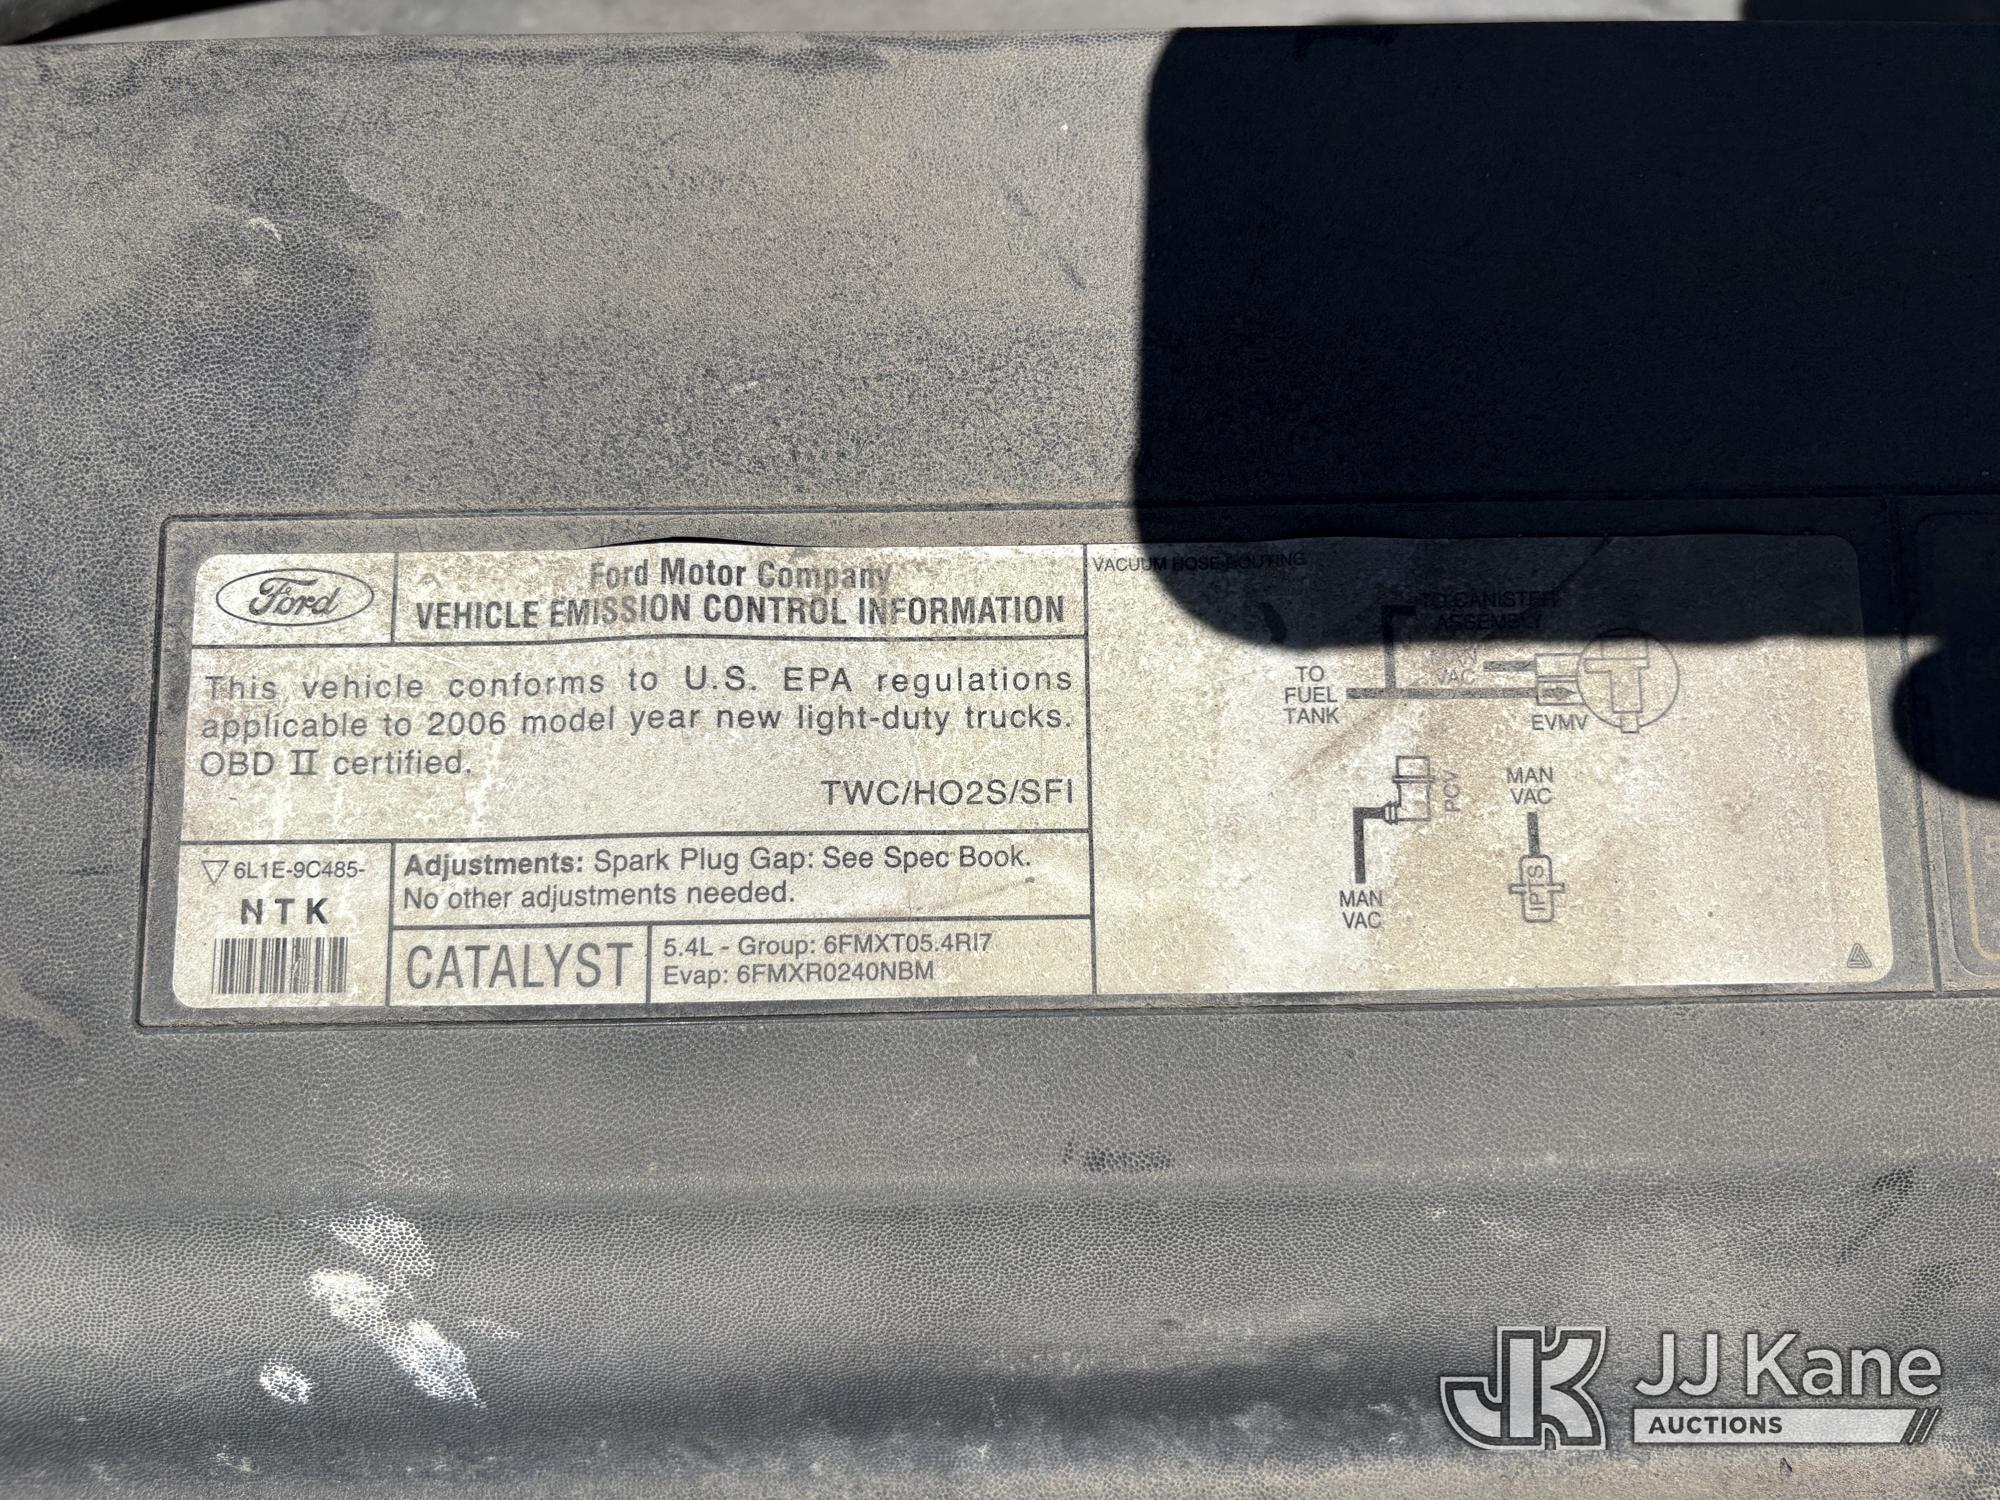 Ford
Ford Motor Company
VEHICLE EMISSION CONTROL INFORMATION
This vehicle conforms to U.S. EPA regulations
applicable to 2006 model year new light-duty trucks.
OBD II certified.
TWC/HO2S/SFI
6L1E-9C485-
NTK
Adjustments: Spark Plug Gap: See Spec Book.
No other adjustments needed.
CATALYST
5.4L - Group: 6FMXT05.4RI7
Evap: 6FMXR0240NBM
VACUUM HOSE ROUTING
TO CANISTER
ASSEMBLY
TO
FUEL
TANK
VAC
EVMV
PCV
MAN
VAC
MAN
VAC
IPTS
JK
JJ Kane
AUCTIONS